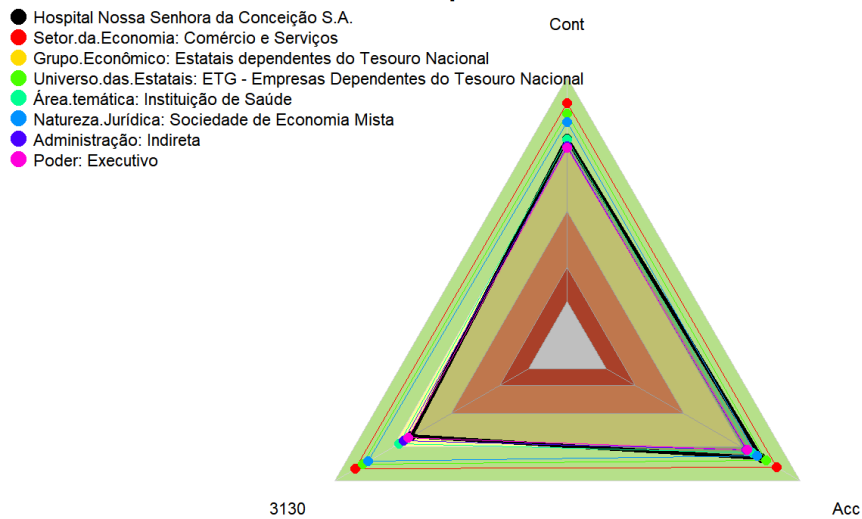 Hospital Nossa Senhora da Conceição S.A.
Setor.da.Economia: Comércio e Serviços
Grupo.Econômico: Estatais dependentes do Tesouro Nacional
Universo.das.Estatais: ETG - Empresas Dependentes do Tesouro Nacional
Área.temática: Instituição de Saúde
Natureza.Jurídica: Sociedade de Economia Mista
Administração: Indireta
Poder: Executivo
Cont
3130
Acc